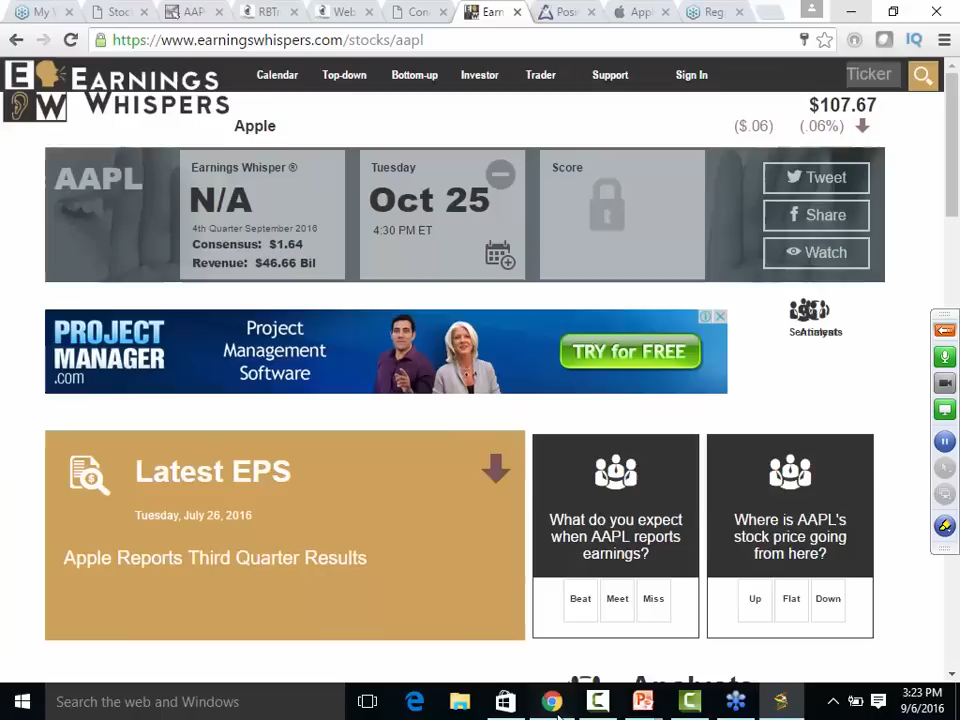 My
Stock
AAP
RBTr
Web
Con
Earn
Posi
Appl
Reg
https://www.earningswhispers.com/stocks/aapl
IQ
EARNINGS
WHISPERS
E
W
Calendar
Top-down
Bottom-up
Investor
Trader
Support
Sign In
Ticker
Apple
$107.67
($.06) (.06%)
AAPL
Earnings Whisper ®
N/A
4th Quarter September 2016
Consensus: $1.64
Revenue: $46.66 Bil
Tuesday
Oct 25
4:30 PM ET
Score
Tweet
Share
Watch
PROJECT
MANAGER
.com
Project
Management
Software
TRY for FREE
Latest EPS
Tuesday, July 26, 2016
Apple Reports Third Quarter Results
What do you expect
when AAPL reports
earnings?
Beat Meet Miss
Where is AAPL's
stock price going
from here?
Up Flat Down
Analysts
Search the web and Windows
3:23 PM
9/6/2016